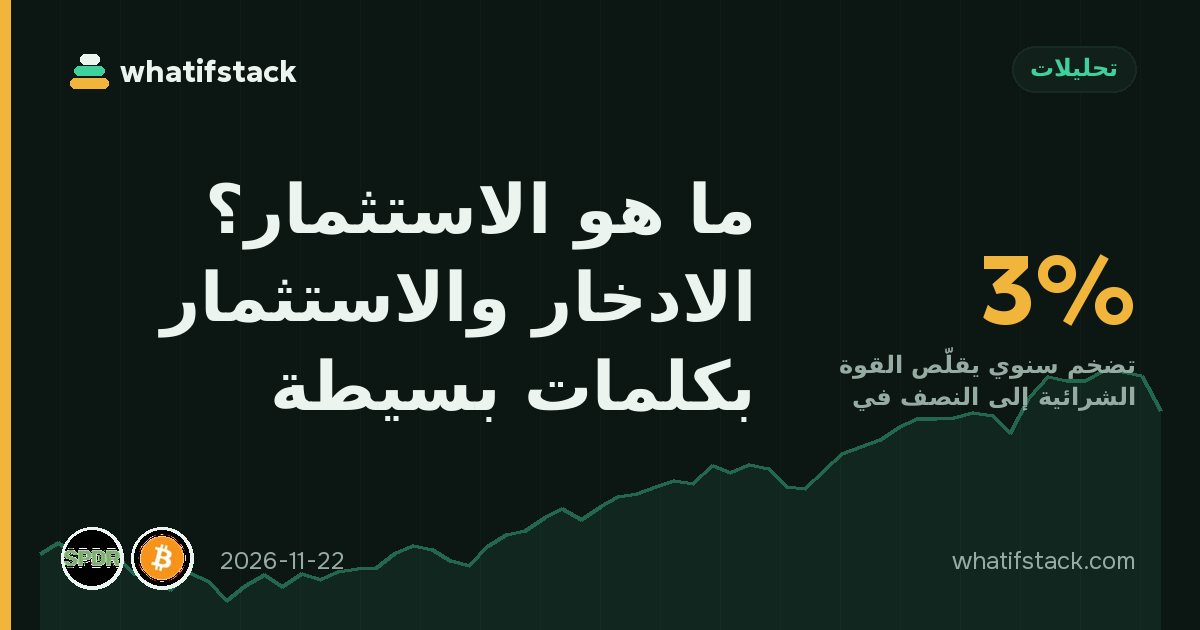 whatifstack
تحليلات
ما هو الاستثمار؟
الادخار والاستثمار
بكلمات بسيطة
3%
تضخم سنوي يقلّص القوة
الشرائية إلى النصف في
SPDR
2026-11-22
whatifstack.com